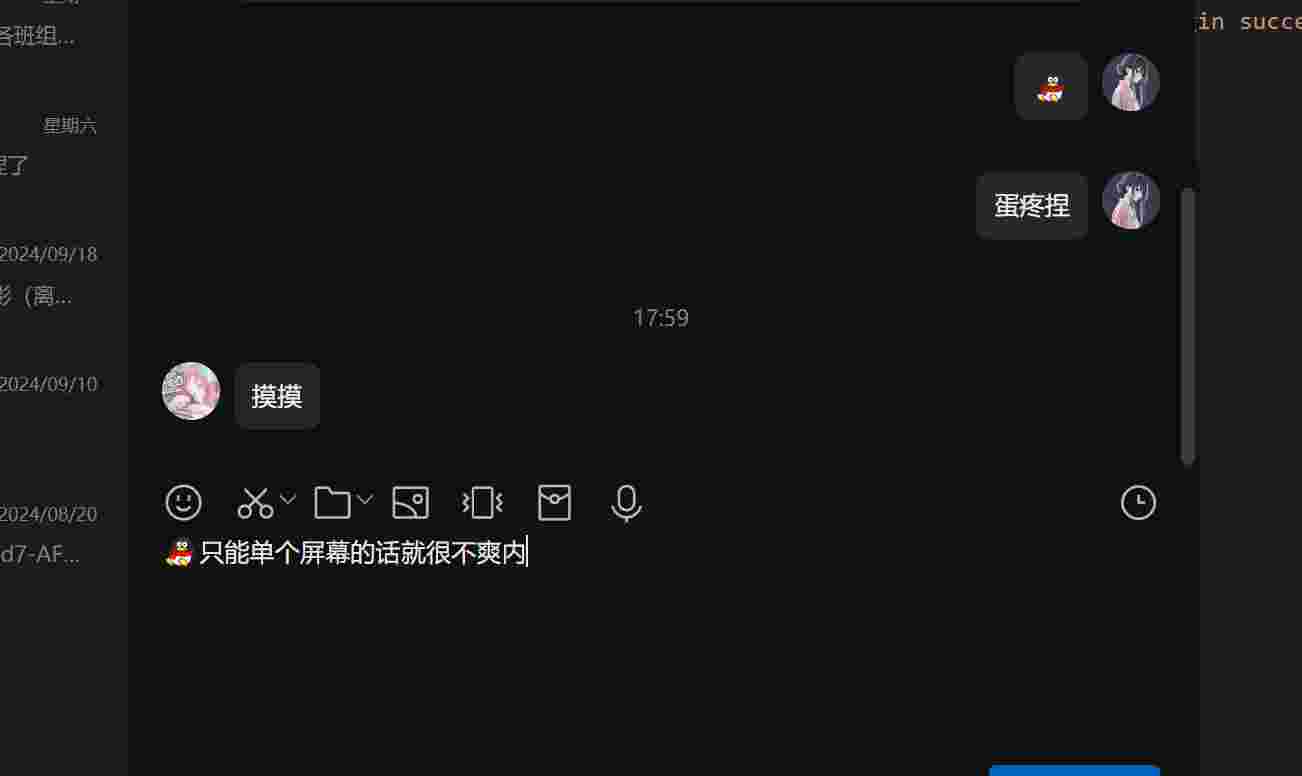 各班组...
in succe
星期六
捏了
蛋疼捏
2024/09/18
影（离...
17:59
2024/09/10
摸摸
2024/08/20
d7-AF...
只能单个屏幕的话就很不爽内